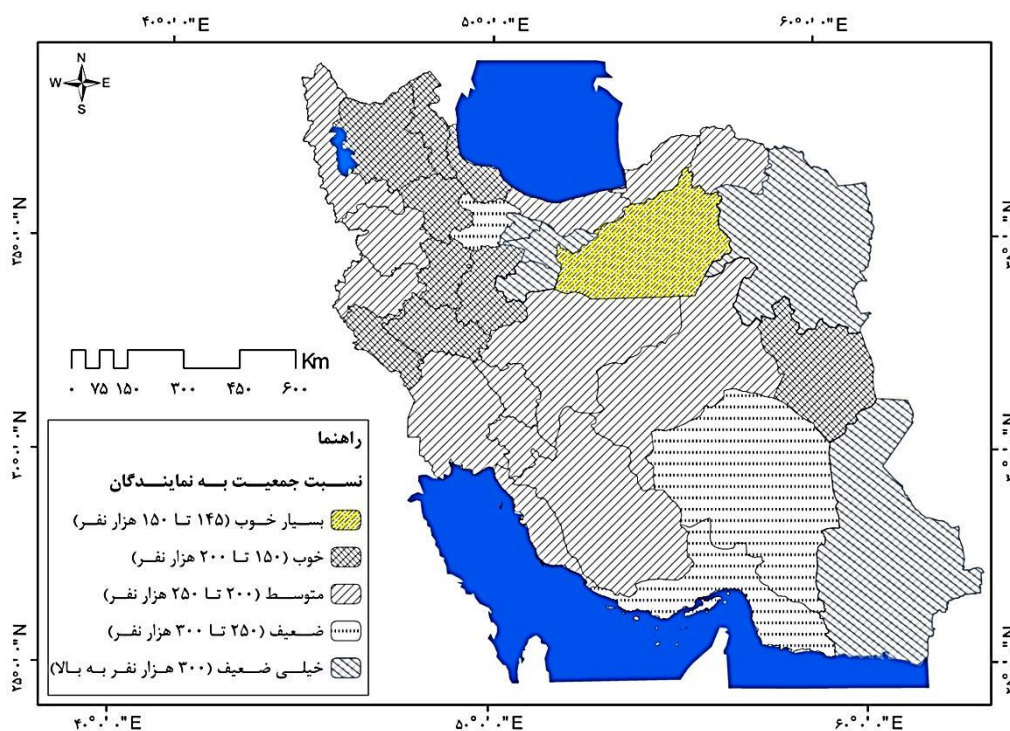 ۴۰°۰'۰"E ۵۰°۰'۰"E ۶۰°۰'۰"E
N
W E
S
۳۵°۰'۰"N
۳۰°۰'۰"N
۲۵°۰'۰"N
Km
۰ ۷۵ ۱۵۰ ۳۰۰ ۴۵۰ ۶۰۰
راهنما
نسبت جمعیت به نمایندگان
بسیار خوب (۱۴۵ تا ۱۵۰ هزار نفر)
خوب (۱۵۰ تا ۲۰۰ هزار نفر)
متوسط (۲۰۰ تا ۲۵۰ هزار نفر)
ضعیف (۲۵۰ تا ۳۰۰ هزار نفر)
خیلی ضعیف (۳۰۰ هزار نفر به بالا)
۴۰°۰'۰"E ۵۰°۰'۰"E ۶۰°۰'۰"E